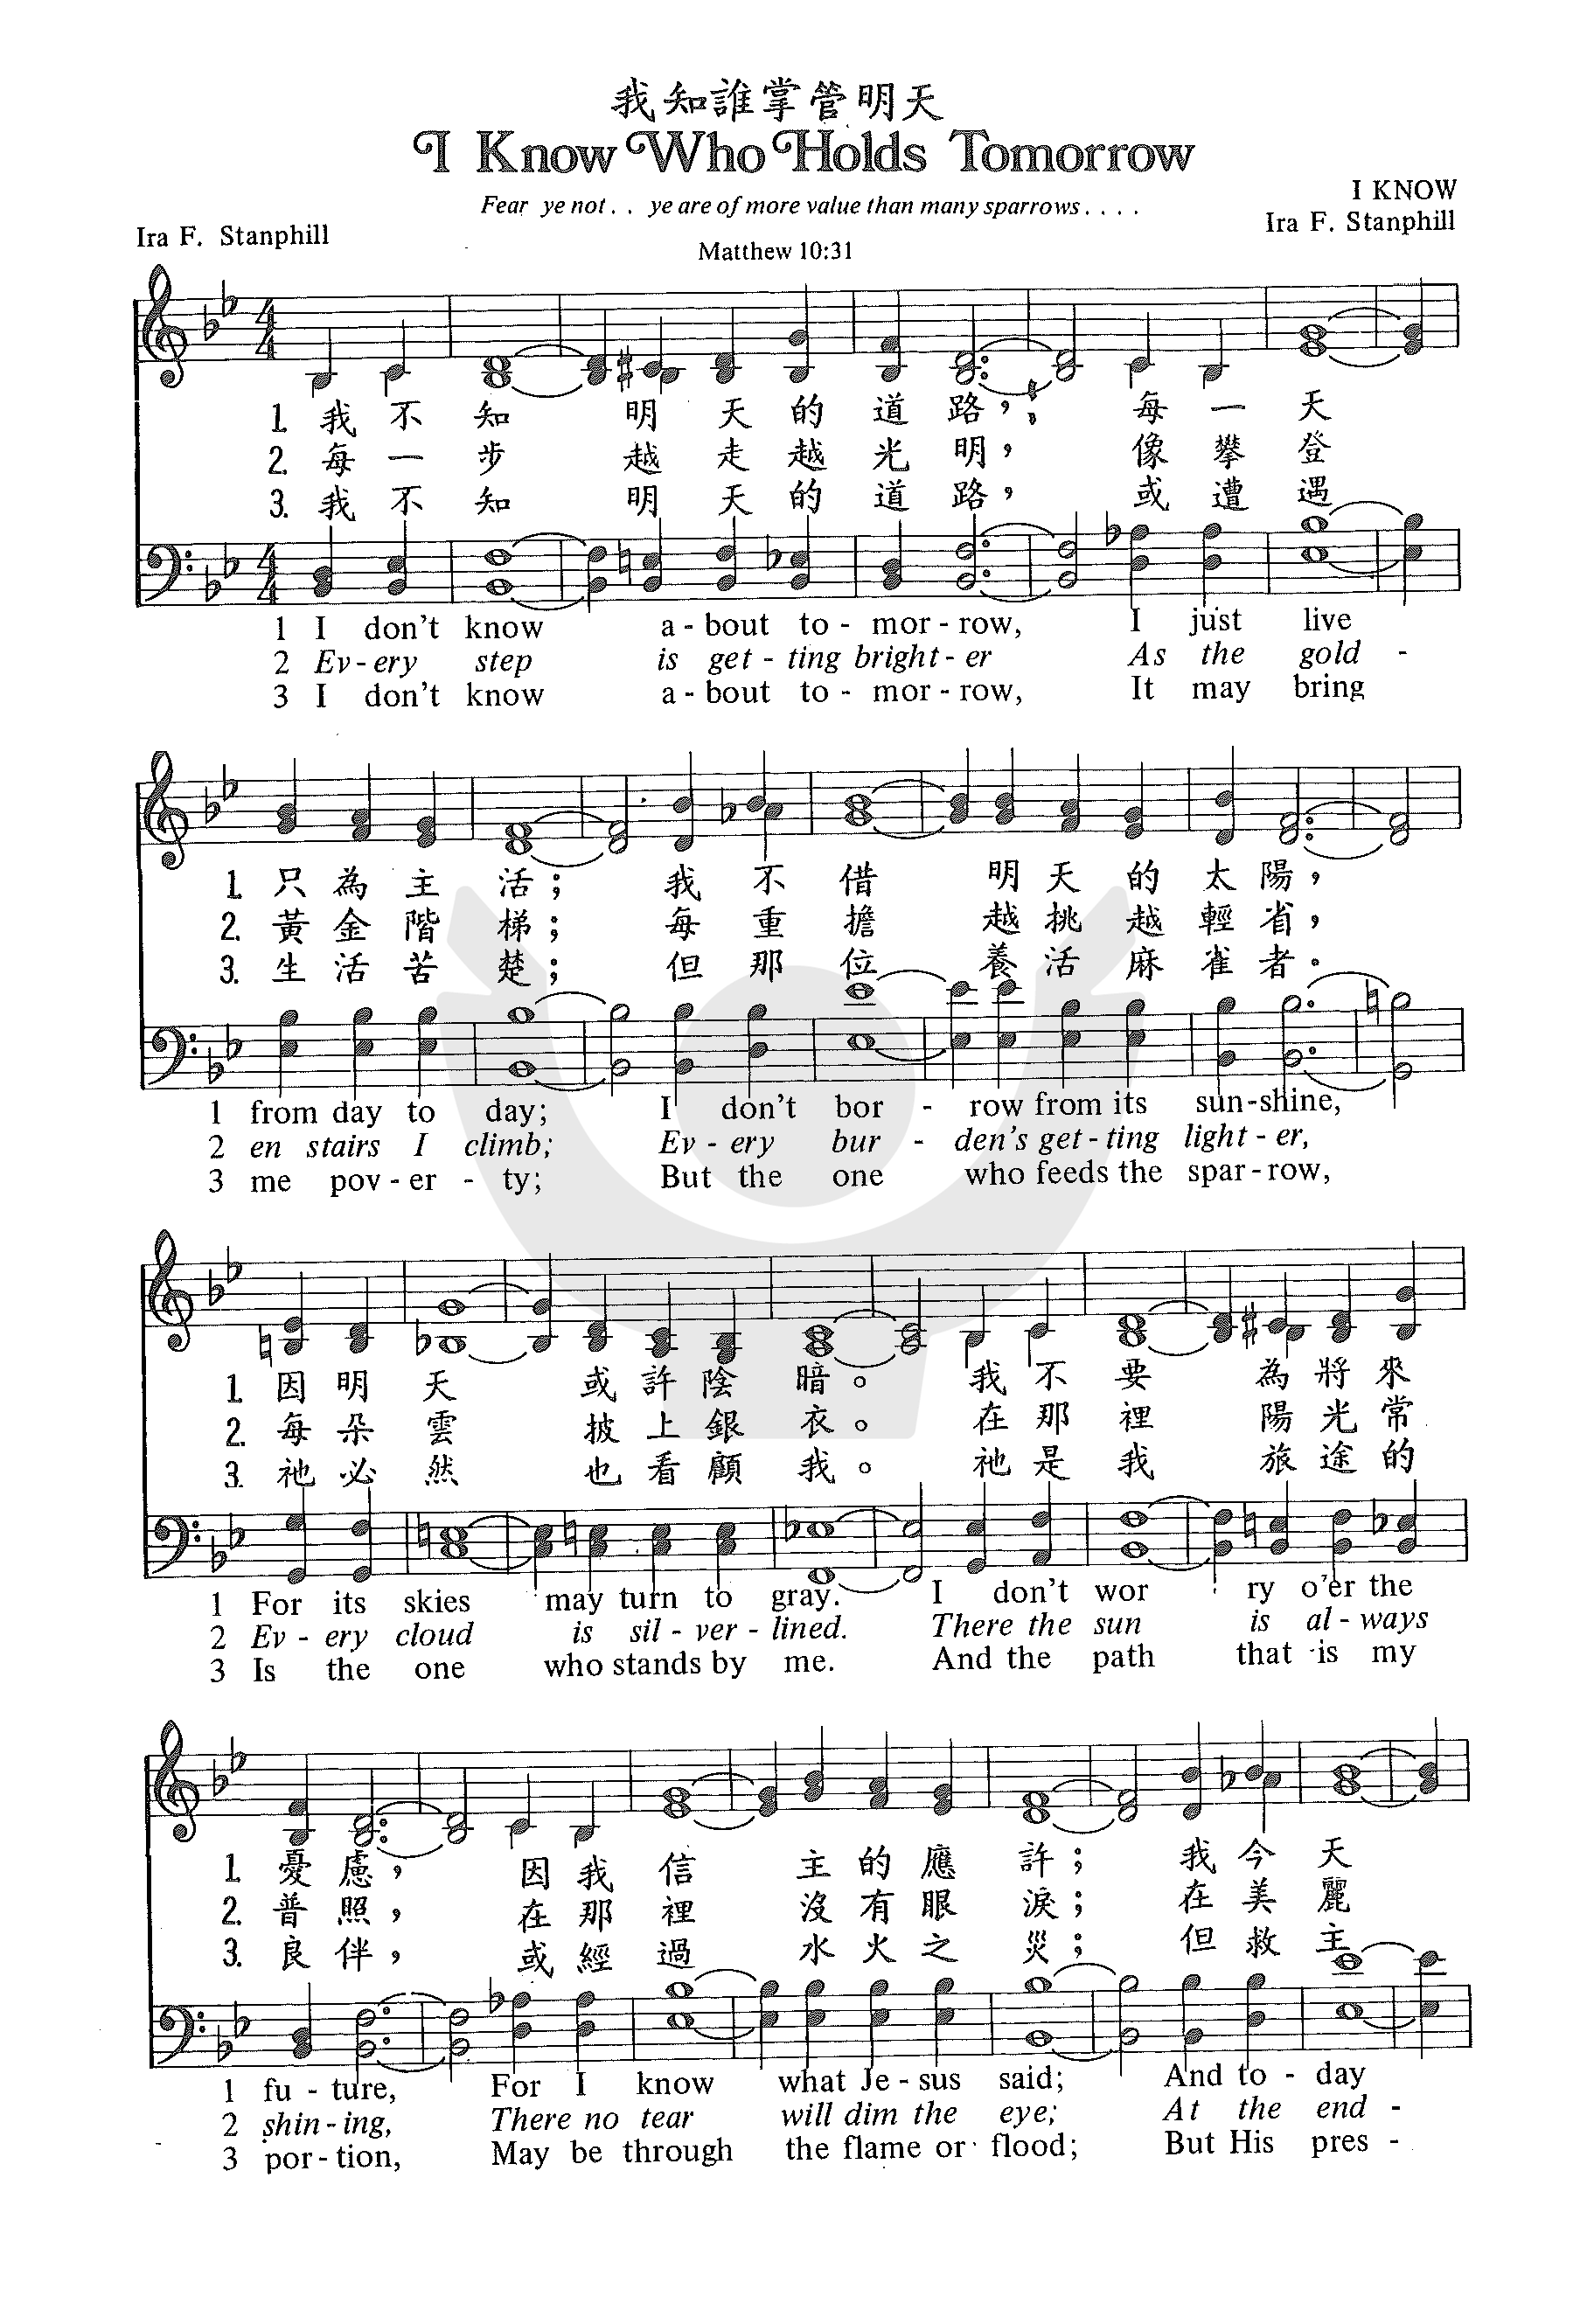 我知誰掌管明天
I Know Who Holds Tomorrow
Fear ye not . . ye are of more value than many sparrows . . . .
I KNOW
Ira F. Stanphill
Ira F. Stanphill
Matthew 10:31
1. 我不知 明天的道路，; 每一天
2. 每一步 越走越光明， 像攀登
3. 我不知 明天的道路， 或遭遇
1 I don't know a-bout to-mor-row, I just live
2 Ev-ery step is get-ting bright-er As the gold -
3 I don't know a-bout to-mor-row, It may bring
1. 只為主活； 我不借 明天的太陽，
2. 黃金階梯； 每重擔 越挑越輕省，
3. 生活苦楚； 但那位 養活麻雀者。
1 from day to day; I don't bor - row from its sun-shine,
2 en stairs I climb; Ev-ery bur - den's get-ting light-er,
3 me pov-er-ty; But the one who feeds the spar-row,
1. 因明天 或許陰暗。 我不要 為將來
2. 每朵雲 披上銀衣。 在那裡 陽光常
3. 祂必然 也看顧我。 祂是我 旅途的
1 For its skies may turn to gray. I don't wor - ry o'er the
2 Ev-ery cloud is sil-ver-lined. There the sun is al-ways
3 Is the one who stands by me. And the path that is my
1. 憂慮， 因我信 主的應許； 我今天
2. 普照， 在那裡 沒有眼淚； 在美麗
3. 良伴， 或經過 水火之災； 但救主
1 fu-ture, For I know what Je-sus said; And to-day
2 shin-ing, There no tear will dim the eye; At the end -
3 por-tion, May be through the flame or flood; But His pres -